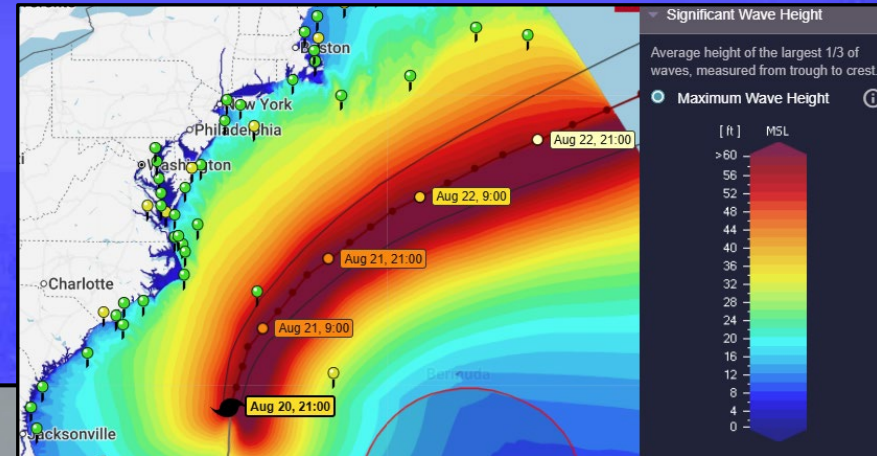 Boston
New York
Philadelphia
Washington
Charlotte
Jacksonville
Bermuda
Aug 22, 21:00
Aug 22, 9:00
Aug 21, 21:00
Aug 21, 9:00
Aug 20, 21:00
Significant Wave Height
Average height of the largest 1/3 of
waves, measured from trough to crest.
Maximum Wave Height
[ ft ] MSL
>60
56
52
48
44
40
36
32
28
24
20
16
12
8
4
0